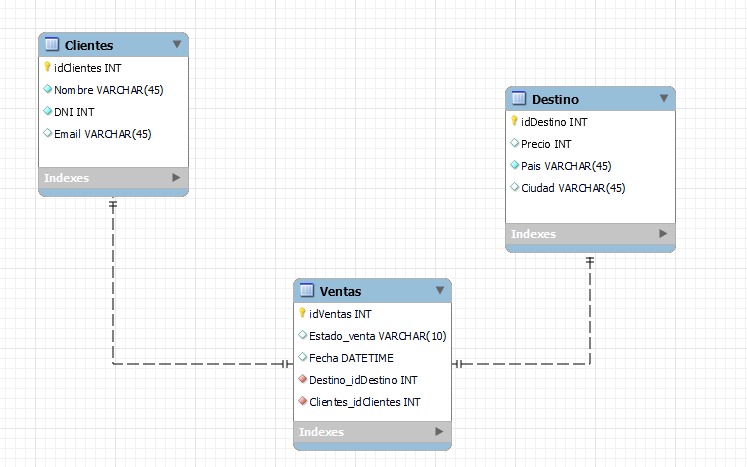 Clientes
idClientes INT
Nombre VARCHAR(45)
DNI INT
Email VARCHAR(45)
Indexes
Destino
idDestino INT
Precio INT
Pais VARCHAR(45)
Ciudad VARCHAR(45)
Indexes
Ventas
idVentas INT
Estado_venta VARCHAR(10)
Fecha DATETIME
Destino_idDestino INT
Clientes_idClientes INT
Indexes